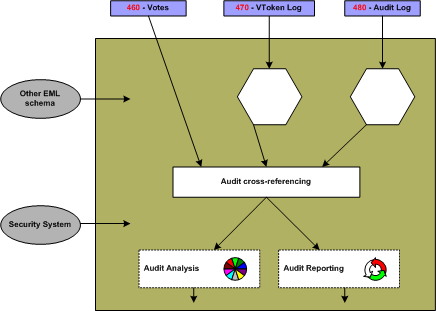 460 - Votes
470 - VToken Log
480 - Audit Log
Other EML
schema
Audit cross-referencing
Security System
Audit Analysis
Audit Reporting